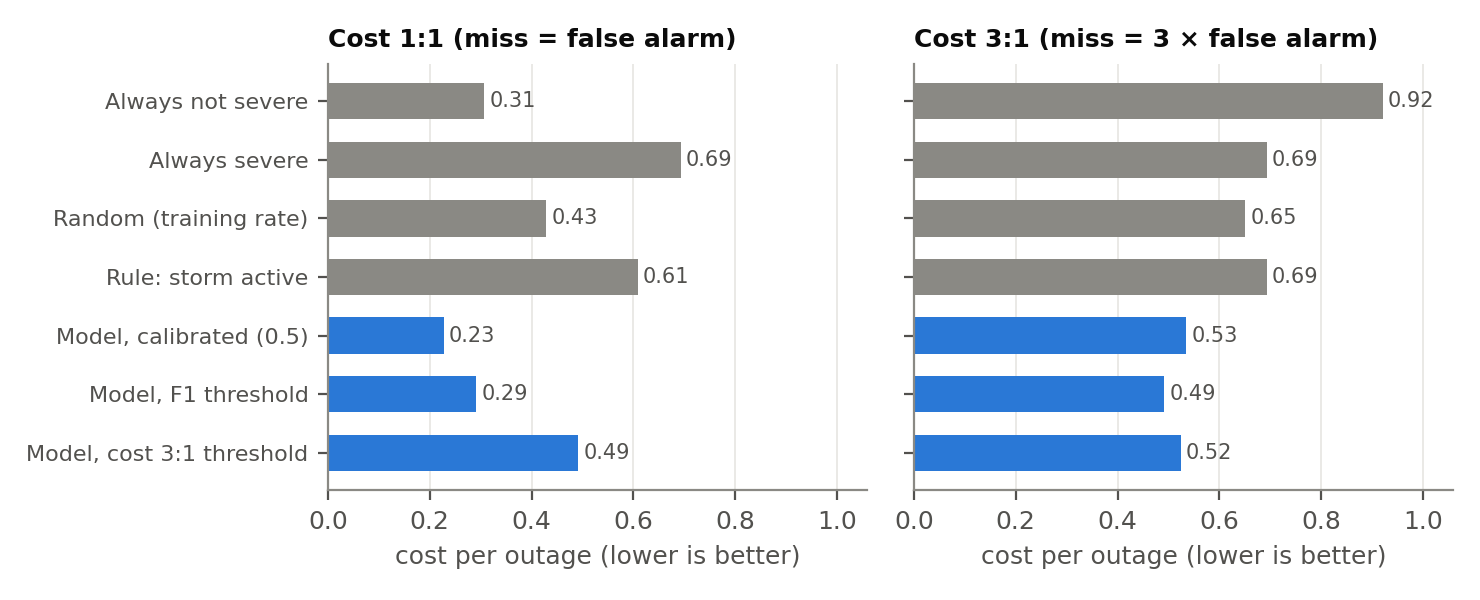 Cost 1:1 (miss = false alarm)
Always not severe
0.31
Always severe
0.69
Random (training rate)
0.43
Rule: storm active
0.61
Model, calibrated (0.5)
0.23
Model, F1 threshold
0.29
Model, cost 3:1 threshold
0.49
0.0 0.2 0.4 0.6 0.8 1.0
cost per outage (lower is better)
Cost 3:1 (miss = 3 × false alarm)
0.92
0.69
0.65
0.69
0.53
0.49
0.52
0.0 0.2 0.4 0.6 0.8 1.0
cost per outage (lower is better)